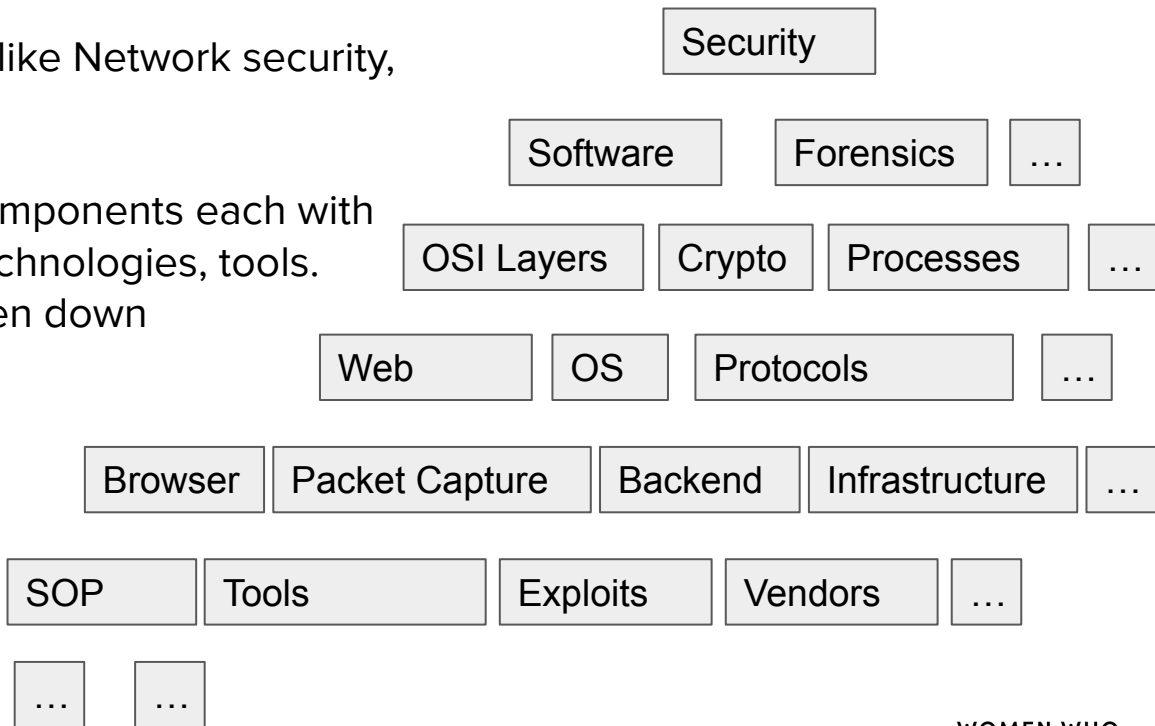 like Network security,
mponents each with
chnologies, tools.
en down
Security
Software Forensics …
OSI Layers Crypto Processes …
Web OS Protocols …
Browser Packet Capture Backend Infrastructure …
SOP Tools Exploits Vendors …
… …
WOMEN WHO